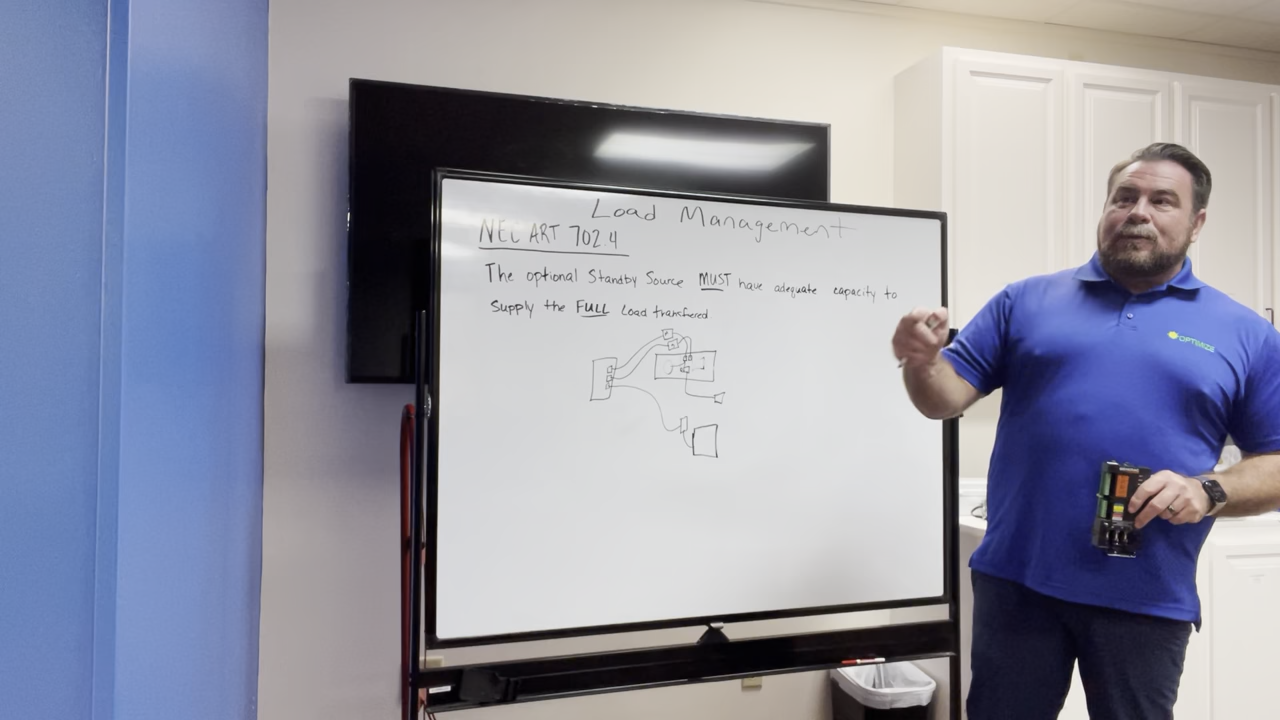 Load Management
NEC ART 702.4
The optional Standby Source MUST have adequate capacity to
Supply the FULL Load transferred
OPTIMIZE